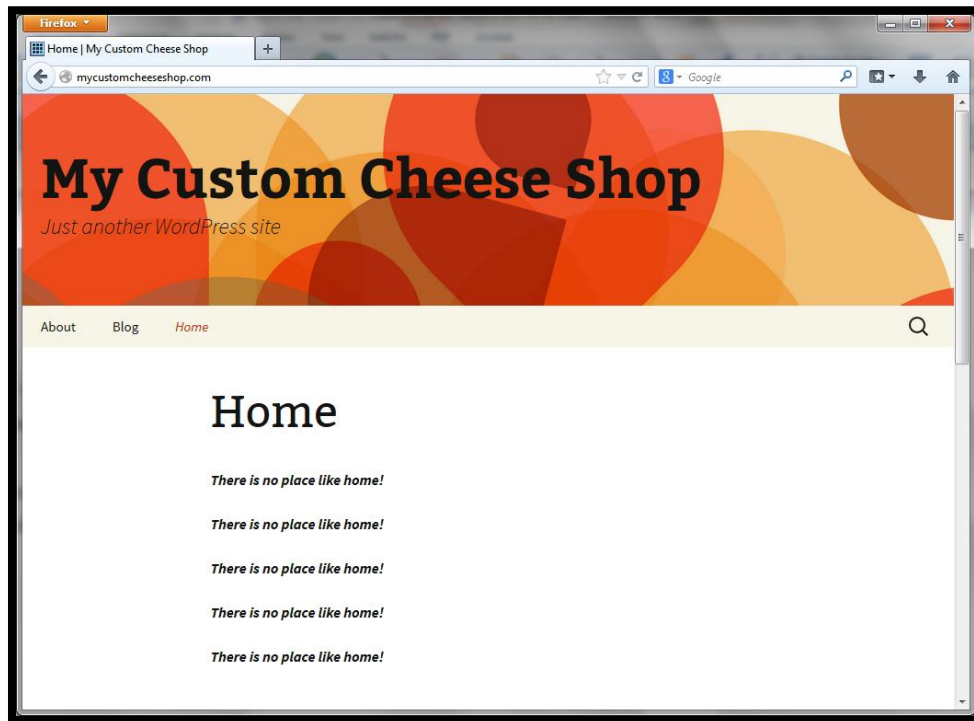 Firefox
Home | My Custom Cheese Shop
mycustomcheeseshop.com
8 Google
My Custom Cheese Shop
Just another WordPress site
About Blog Home
Home
There is no place like home!
There is no place like home!
There is no place like home!
There is no place like home!
There is no place like home!